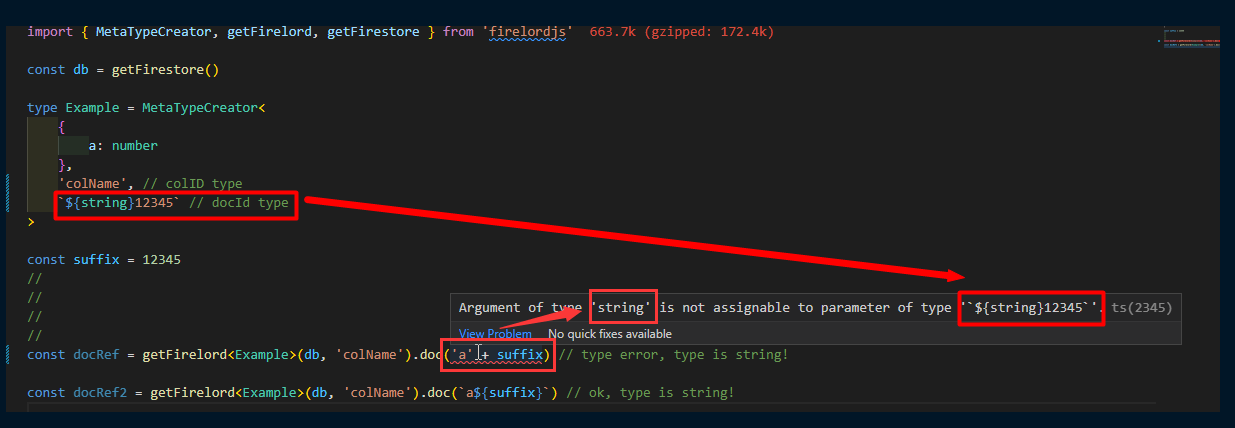 import { MetaTypeCreator, getFirelord, getFirestore } from 'firelordjs' 663.7k (gzipped: 172.4k)
const db = getFirestore()
type Example = MetaTypeCreator<
{
a: number
},
'colName', // colID type
`${string}12345` // docId type
>
const suffix = 12345
//
//
//
//
Argument of type 'string' is not assignable to parameter of type '`${string}12345`'. ts(2345)
View Problem No quick fixes available
const docRef = getFirelord<Example>(db, 'colName').doc('a' + suffix) // type error, type is string!
const docRef2 = getFirelord<Example>(db, 'colName').doc(`a${suffix}`) // ok, type is string!